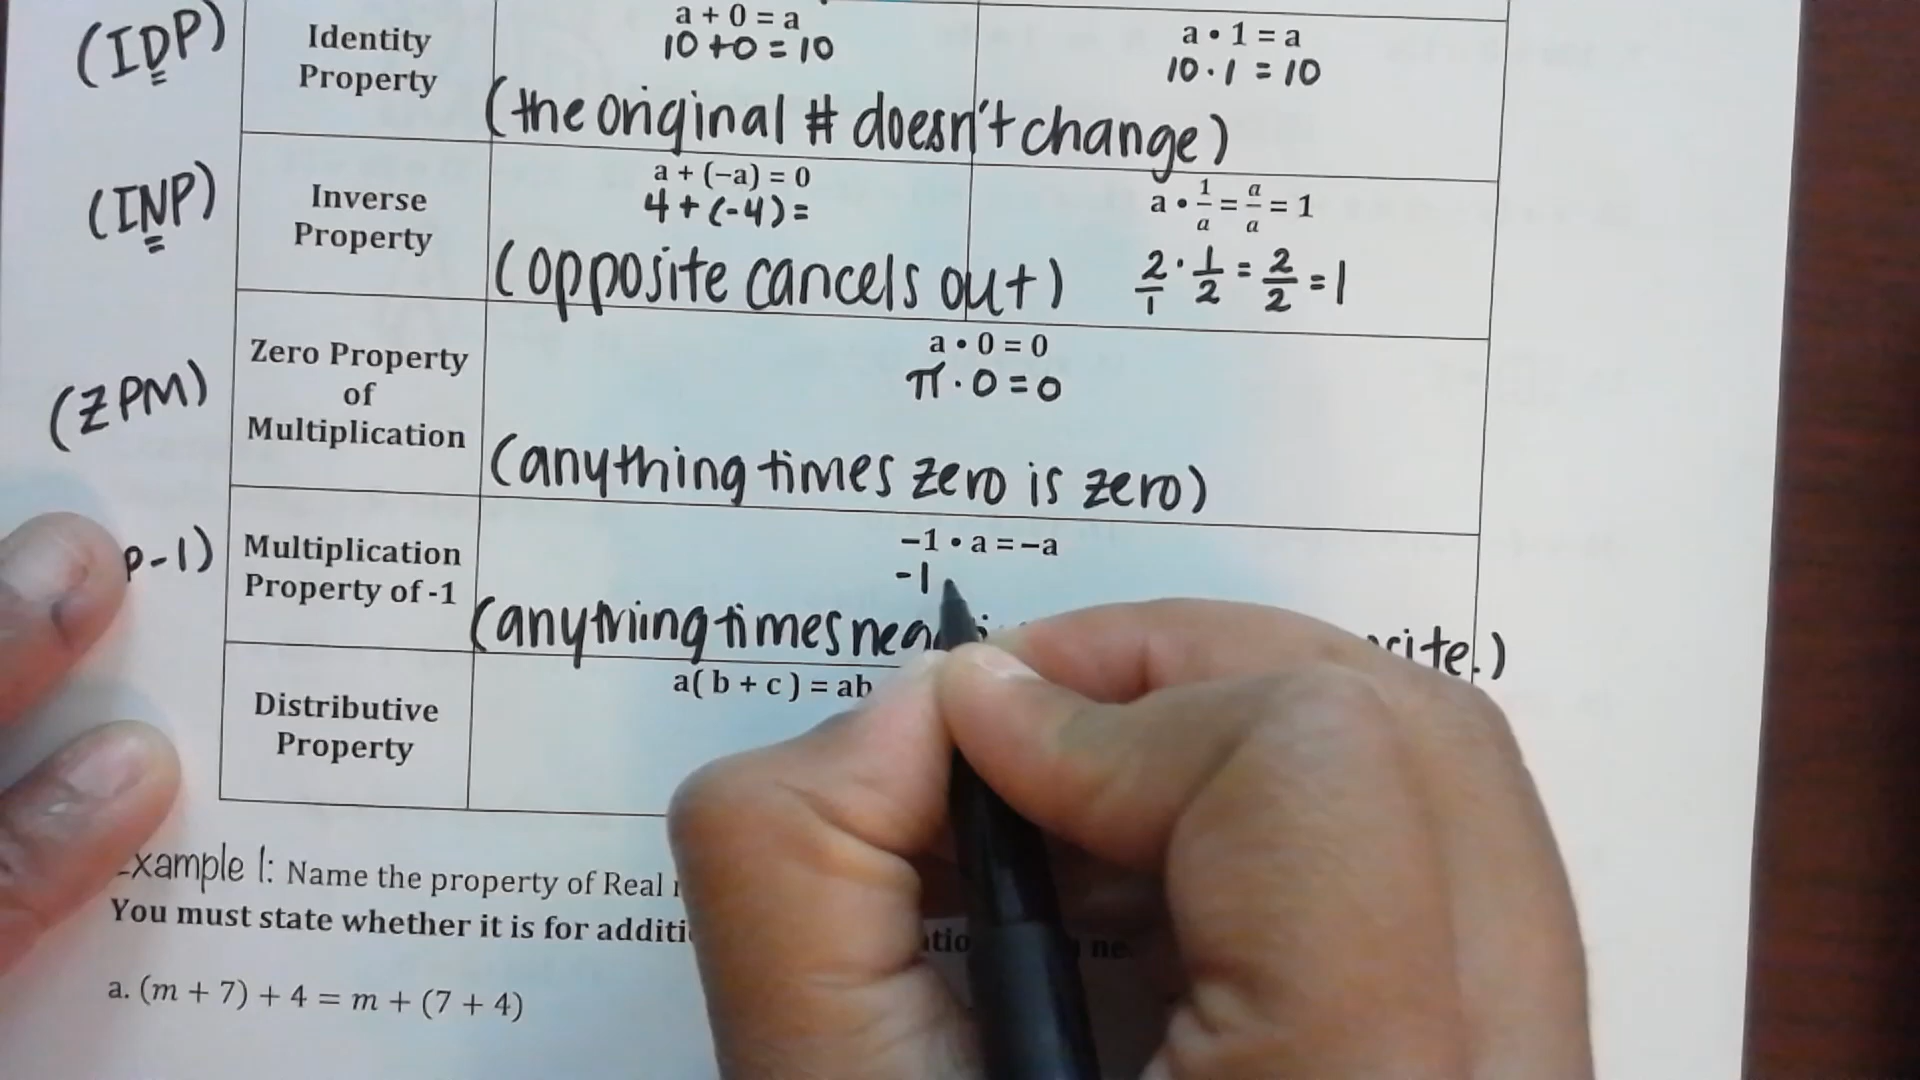 (IDP)
Identity
Property
a + 0 = a
10 + 0 = 10
a • 1 = a
10 · 1 = 10
(the original # doesn't change)
(INP)
Inverse
Property
a + (−a) = 0
4 + (-4) =
a • 1/a = a/a = 1
(opposite cancels out)
2/1 · 1/2 = 2/2 = 1
(ZPM)
Zero Property
of
Multiplication
a • 0 = 0
π · 0 = 0
(anything times zero is zero)
p-1)
Multiplication
Property of -1
−1 • a = −a
-1
(anything times
Distributive
Property
a( b + c ) = ab
Example 1: Name the property of Real
You must state whether it is for
a. (m + 7) + 4 = m + (7 + 4)